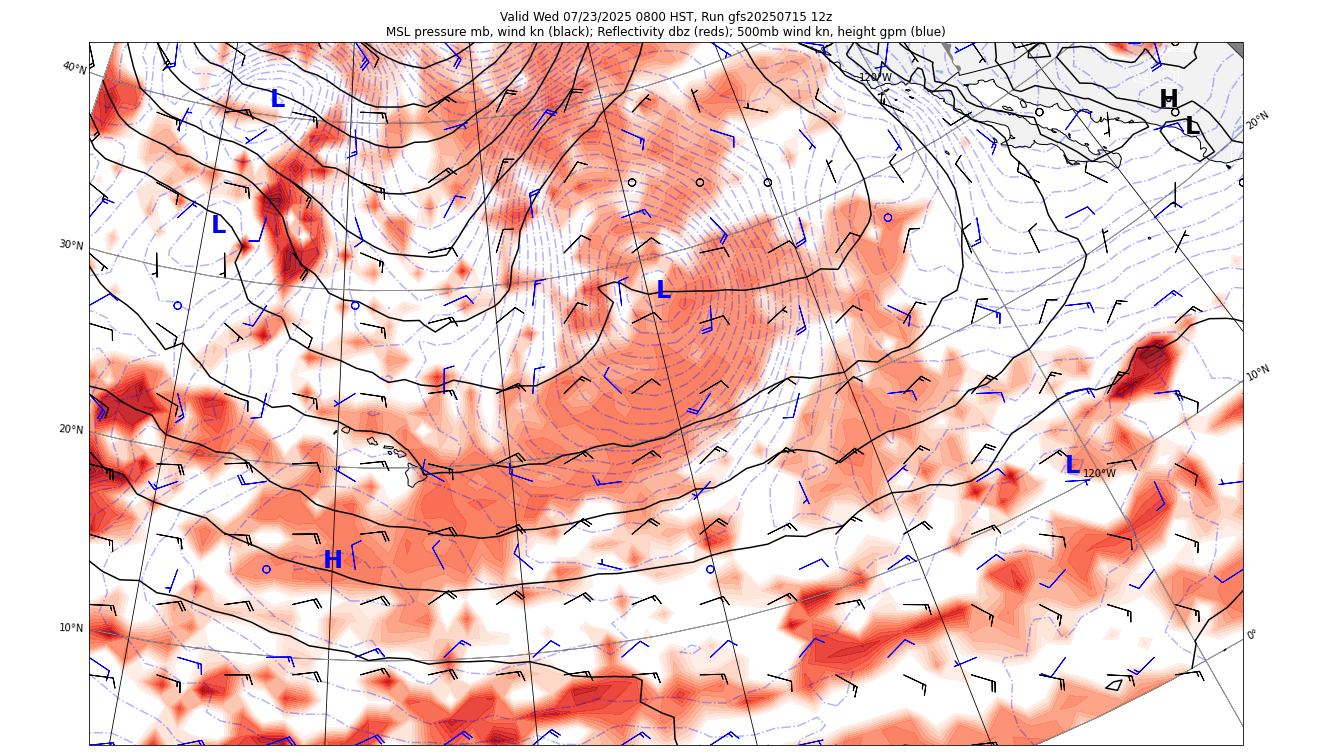 Valid Wed 07/23/2025 0800 HST, Run gfs20250715 12z
MSL pressure mb, wind kn (black); Reflectivity dbz (reds); 500mb wind kn, height gpm (blue)
40°N
120°W
L
H
L
20°N
L
30°N
L
10°N
20°N
L
120°W
H
10°N
0°